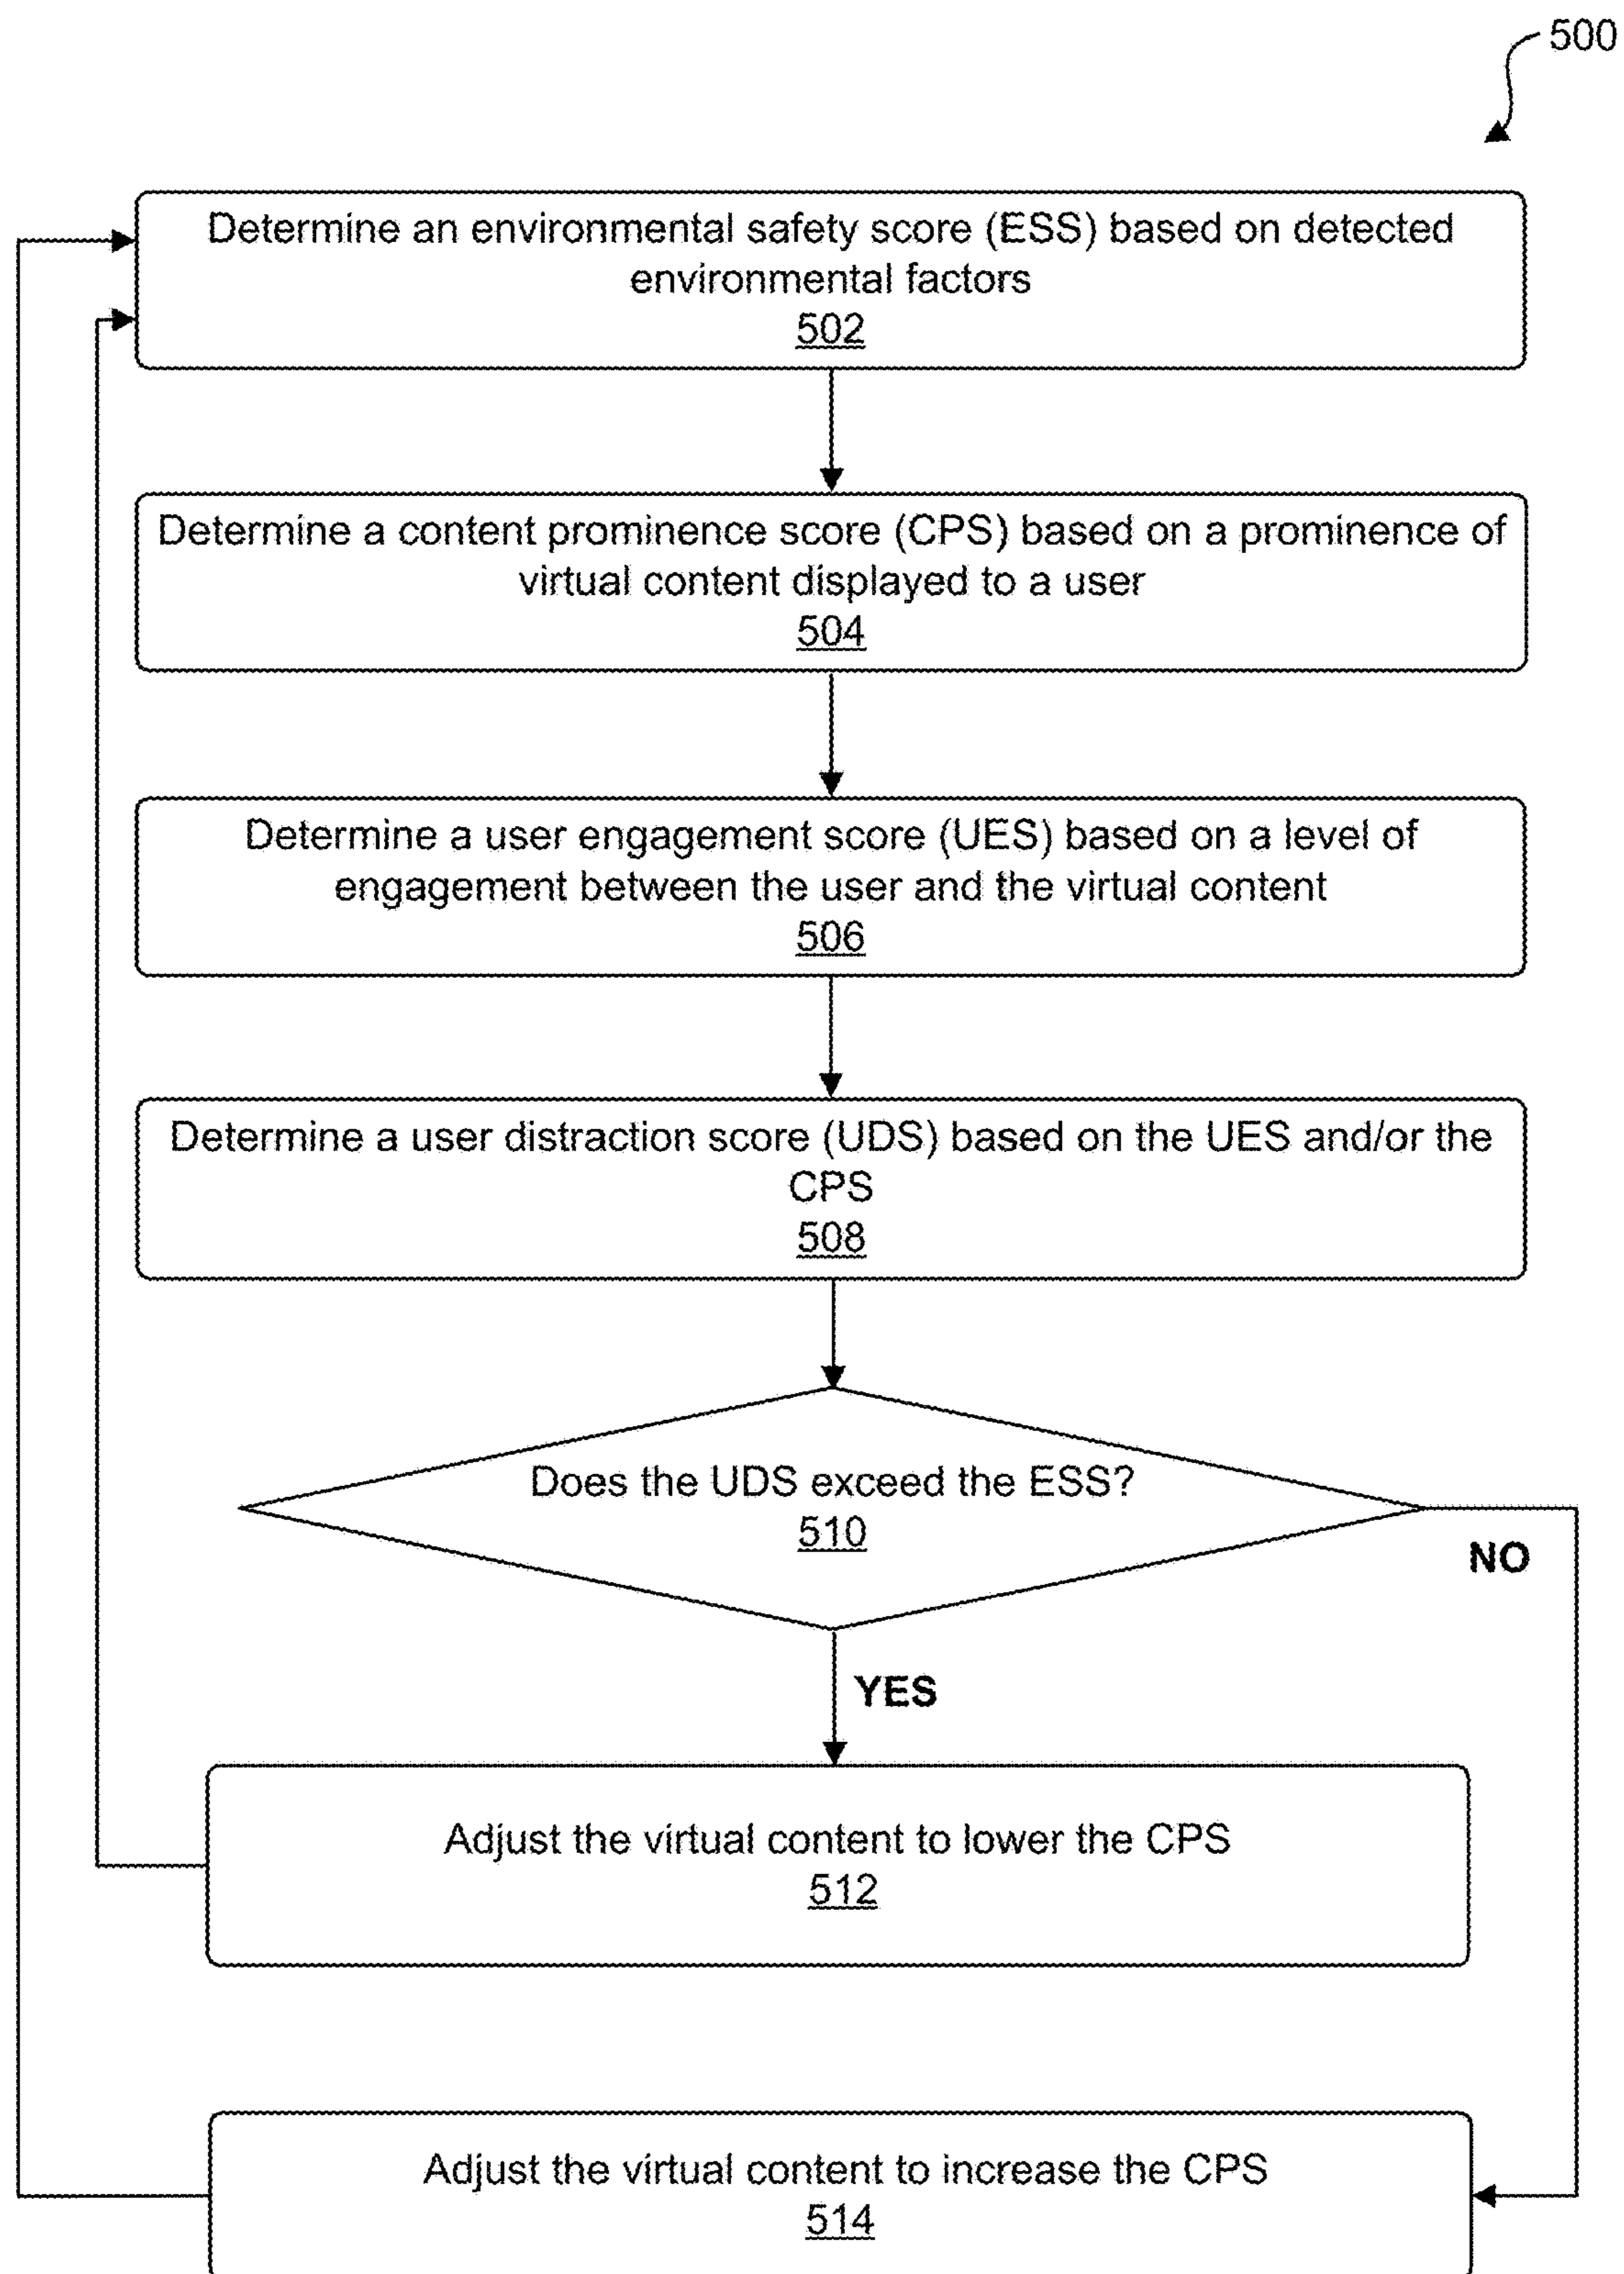 500
Determine an environmental safety score (ESS) based on detected
environmental factors
502
Determine a content prominence score (CPS) based on a prominence of
virtual content displayed to a user
504
Determine a user engagement score (UES) based on a level of
engagement between the user and the virtual content
506
Determine a user distraction score (UDS) based on the UES and/or the
CPS
508
Does the UDS exceed the ESS?
510
NO
YES
Adjust the virtual content to lower the CPS
512
Adjust the virtual content to increase the CPS
514